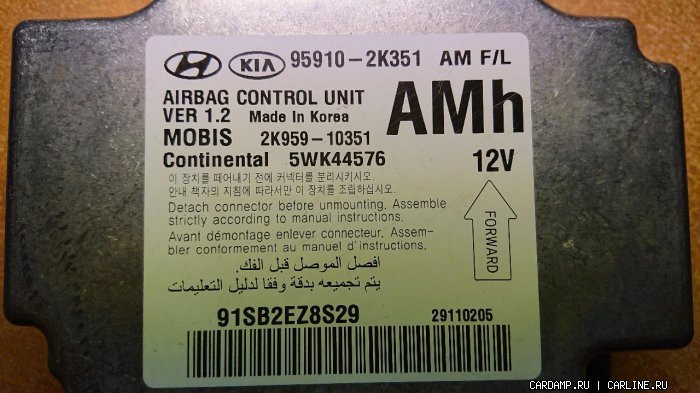 HYUNDAI KIA 95910-2K351 AM F/L
AIRBAG CONTROL UNIT
VER 1.2 Made In Korea
AMh
MOBIS 2K959-10351
Continental 5WK44576
12V
이 장치를 떼어내기 전에 커넥터를 분리시키시오.
안내 책자의 지침에 따라서만 이 장치를 조립하십시오.
Detach connector before unmounting. Assemble
strictly according to manual instructions.
Avant démontage enlever connecteur. Assem-
bler conformement au manuel d'instructions.
FORWARD
افصل الموصل قبل الفك.
يتم تجميعه بدقة وفقا لدليل التعليمات
91SB2EZ8S29
29110205
CARDAMP.RU | CARLINE.RU